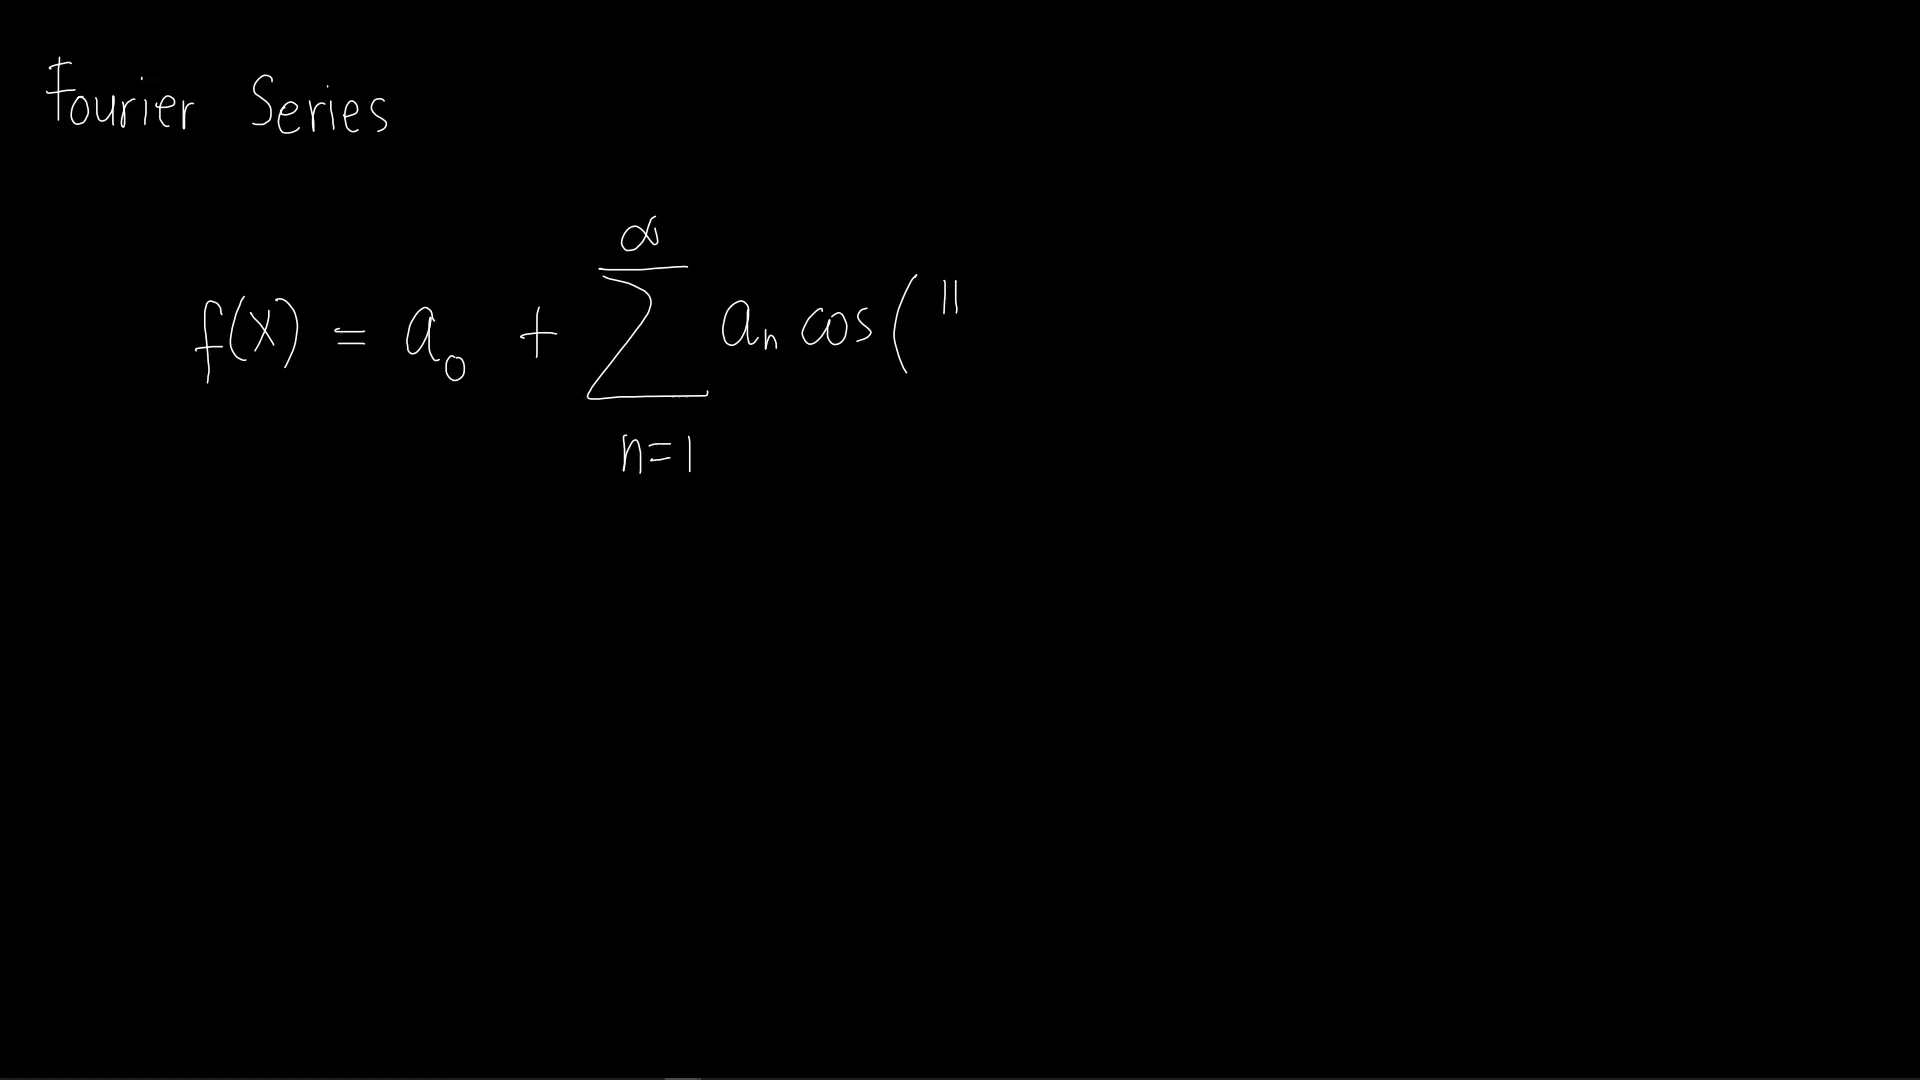 Fourier Series
∞
f(x) = a₀ + ∑ aₙ cos( ||
n=1